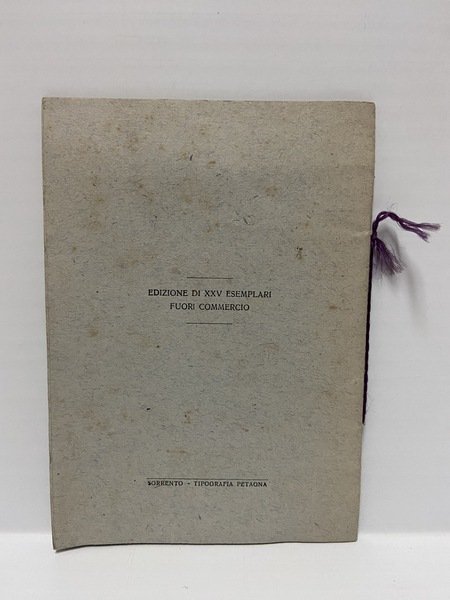 EDIZIONE DI XXV ESEMPLARI
FUORI COMMERCIO
SORRENTO - TIPOGRAFIA PETAGNA